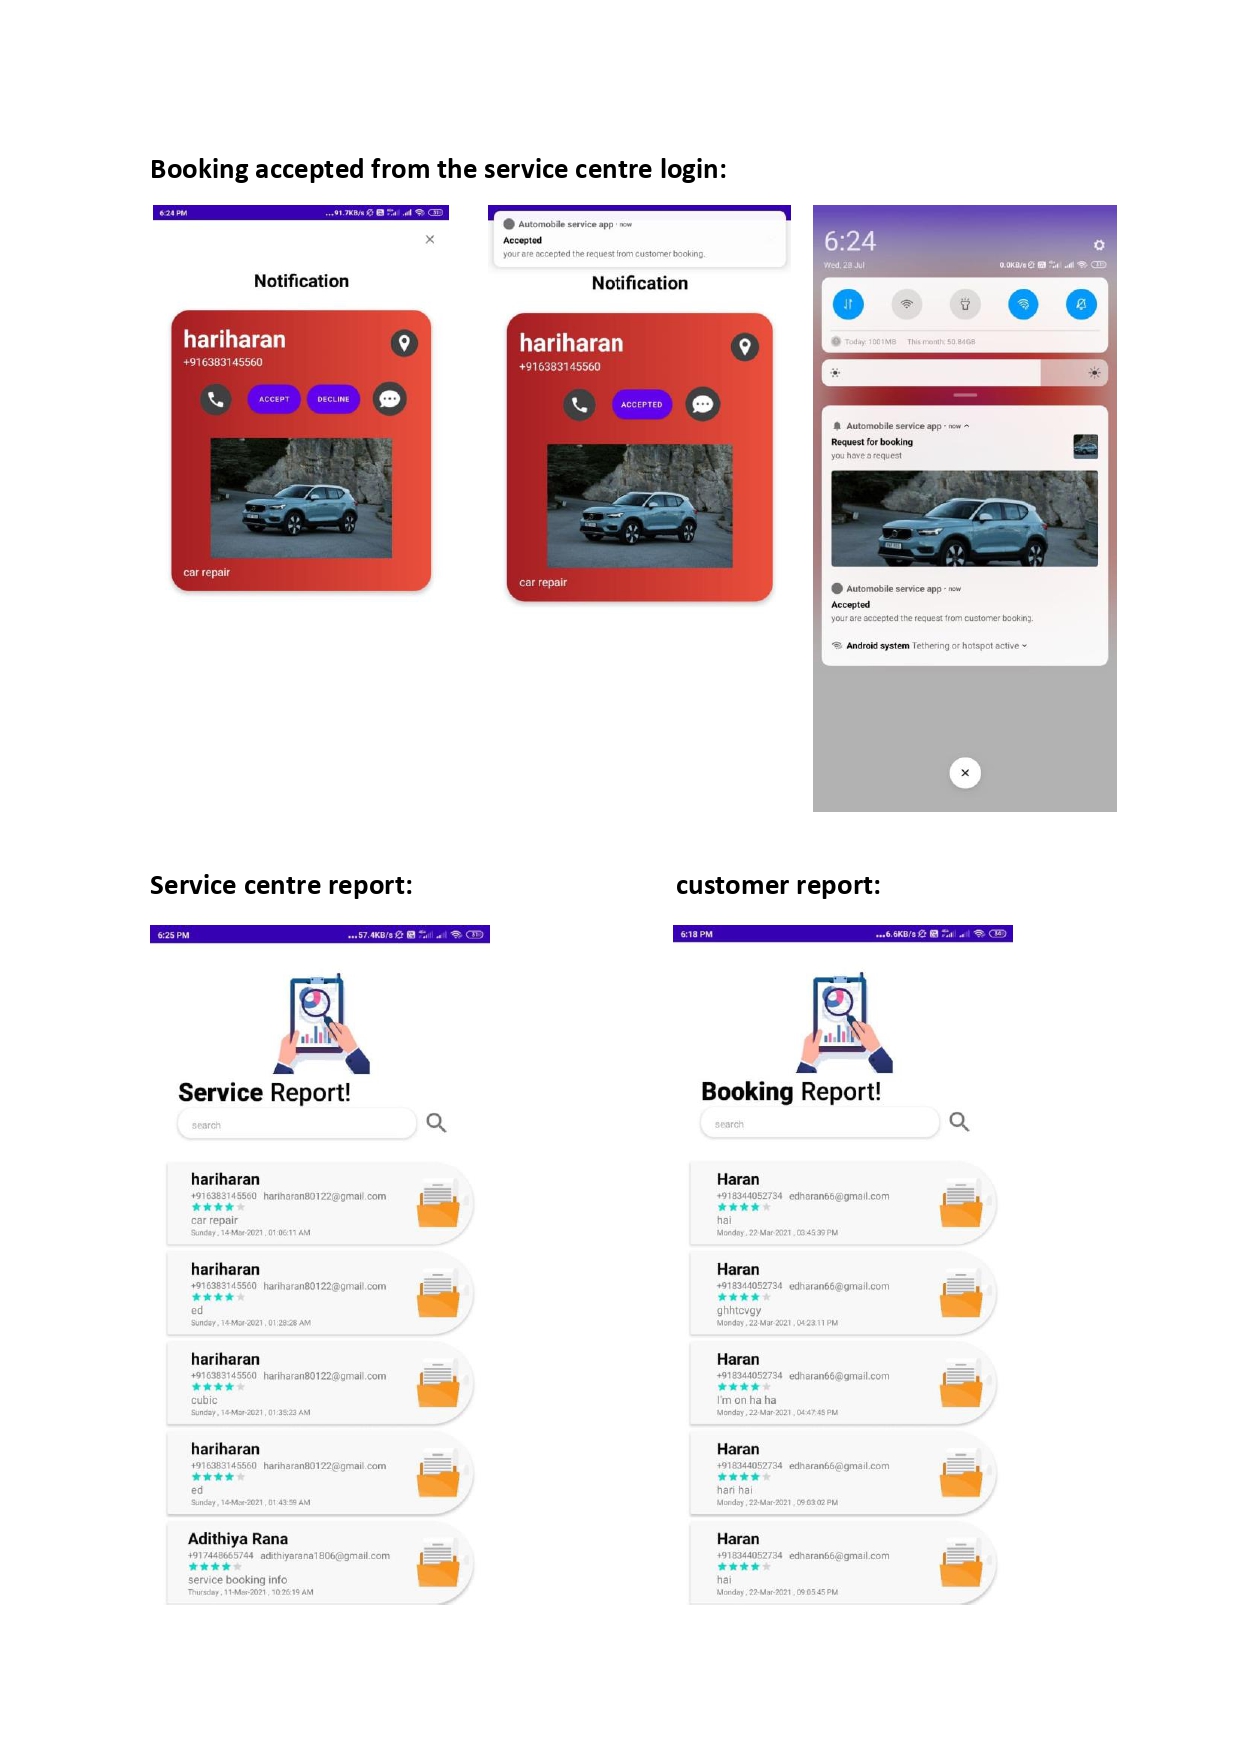 Booking accepted from the service centre login:
6:24 PM ...91.7KB/s
Notification
hariharan
+916383145560
ACCEPT DECLINE
car repair
Automobile service app · now
Accepted
your are accepted the request from customer booking.
Notification
hariharan
+916383145560
ACCEPTED
car repair
6:24
Wed, 28 Jul 0.0KB/s
Today: 1001MB This month: 50.84GB
Automobile service app · now
Request for booking
you have a request
Automobile service app · now
Accepted
your are accepted the request from customer booking.
Android system Tethering or hotspot active
Service centre report:
6:25 PM ...57.4KB/s
Service Report!
search
hariharan
+916383145560 hariharan80122@gmail.com
car repair
Sunday , 14-Mar-2021 , 01:06:11 AM
hariharan
+916383145560 hariharan80122@gmail.com
ed
Sunday , 14-Mar-2021 , 01:28:28 AM
hariharan
+916383145560 hariharan80122@gmail.com
cubic
Sunday , 14-Mar-2021 , 01:39:23 AM
hariharan
+916383145560 hariharan80122@gmail.com
ed
Sunday , 14-Mar-2021 , 01:43:59 AM
Adithiya Rana
+917448665744 adithiyarana1806@gmail.com
service booking info
Thursday , 11-Mar-2021 , 10:26:19 AM
customer report:
6:18 PM ...6.6KB/s
Booking Report!
search
Haran
+918344052734 edharan66@gmail.com
hai
Monday , 22-Mar-2021 , 03:45:39 PM
Haran
+918344052734 edharan66@gmail.com
ghhtcvgy
Monday , 22-Mar-2021 , 04:23:11 PM
Haran
+918344052734 edharan66@gmail.com
I'm on ha ha
Monday , 22-Mar-2021 , 04:47:45 PM
Haran
+918344052734 edharan66@gmail.com
hari hai
Monday , 22-Mar-2021 , 09:03:02 PM
Haran
+918344052734 edharan66@gmail.com
hai
Monday , 22-Mar-2021 , 09:05:45 PM